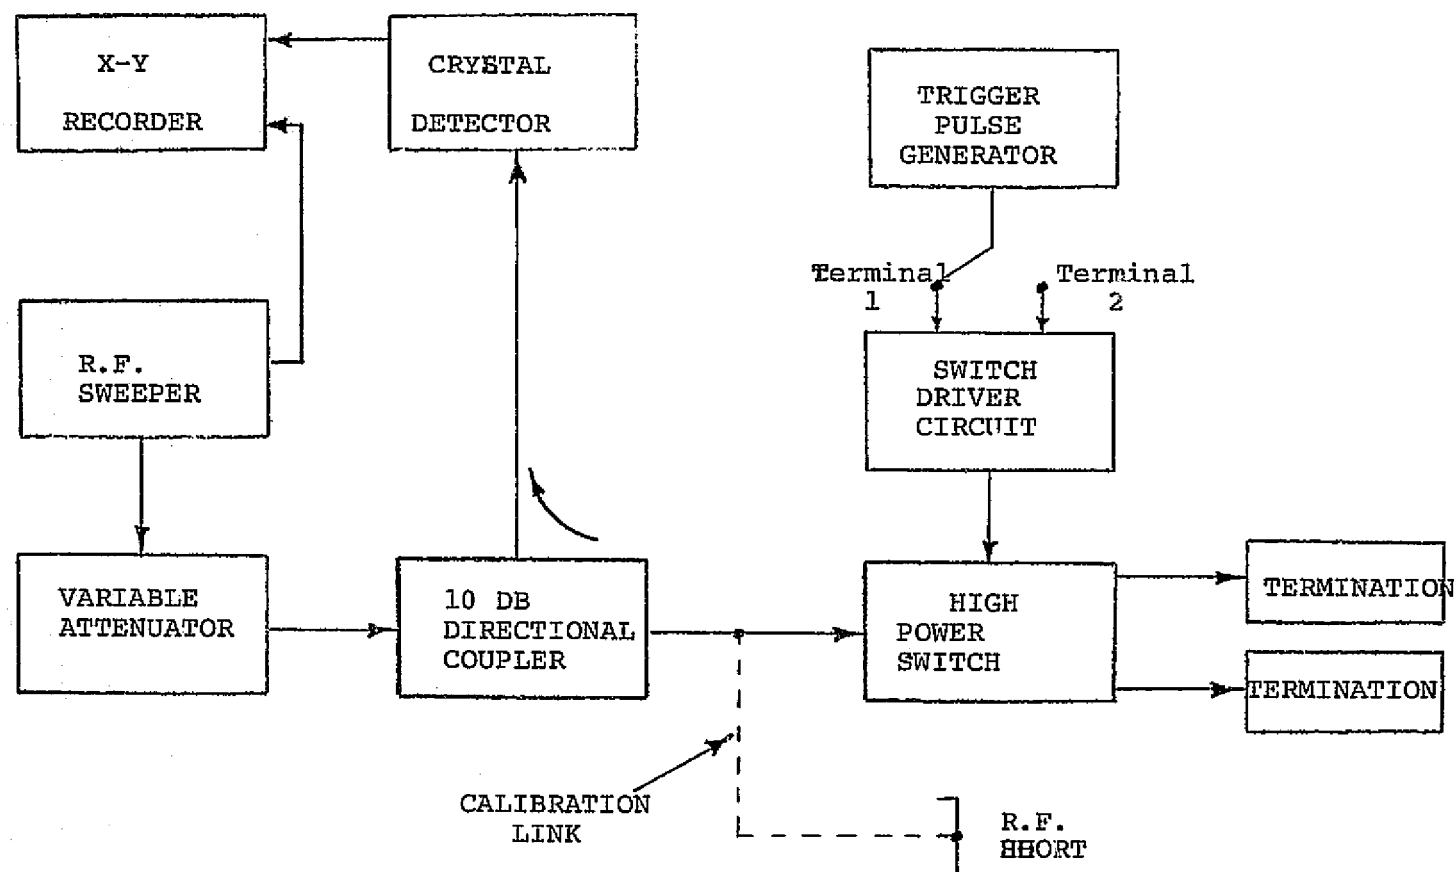 X-Y
RECORDER
CRYSTAL
DETECTOR
TRIGGER
PULSE
GENERATOR
Terminal
1
Terminal
2
R.F.
SWEEPER
SWITCH
DRIVER
CIRCUIT
VARIABLE
ATTENUATOR
10 DB
DIRECTIONAL
COUPLER
HIGH
POWER
SWITCH
TERMINATION
TERMINATION
CALIBRATION
LINK
R.F.
SHORT